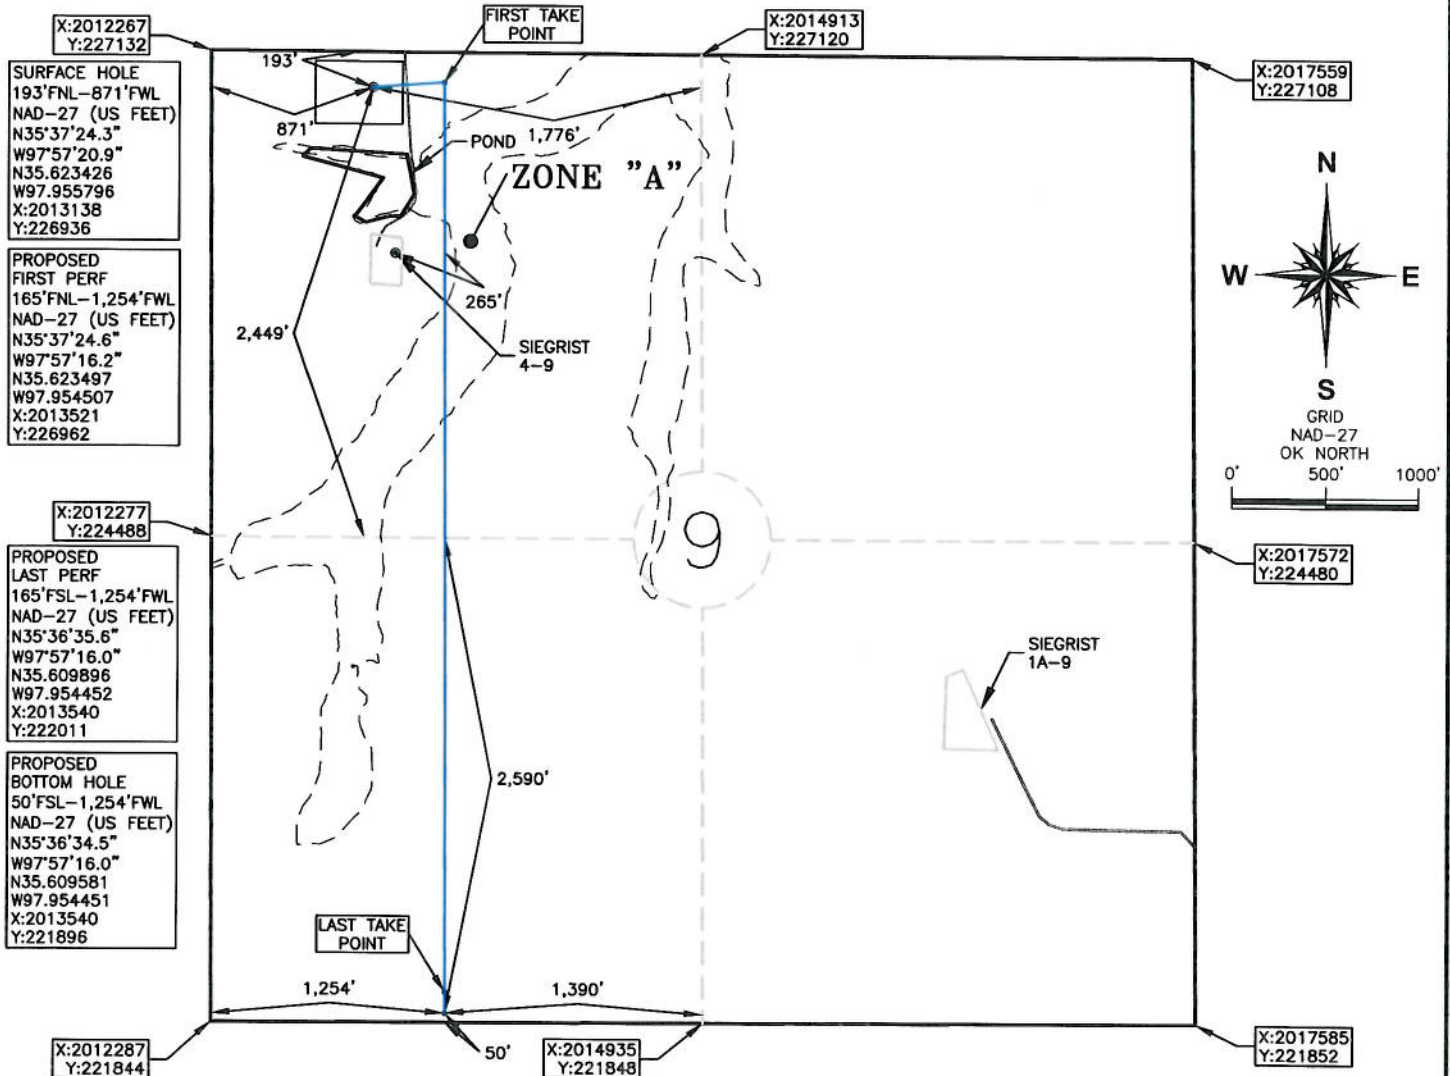 X:2012267
Y:227132
FIRST TAKE
POINT
X:2014913
Y:227120
X:2017559
Y:227108
SURFACE HOLE
193'FNL-871'FWL
NAD-27 (US FEET)
N35°37'24.3"
W97°57'20.9"
N35.623426
W97.955796
X:2013138
Y:226936
193'
871'
1,776'
POND
ZONE "A"
PROPOSED
FIRST PERF
165'FNL-1,254'FWL
NAD-27 (US FEET)
N35°37'24.6"
W97°57'16.2"
N35.623497
W97.954507
X:2013521
Y:226962
265'
2,449'
SIEGRIST
4-9
N
W
E
S
GRID
NAD-27
OK NORTH
0'
500'
1000'
X:2012277
Y:224488
9
X:2017572
Y:224480
PROPOSED
LAST PERF
165'FSL-1,254'FWL
NAD-27 (US FEET)
N35°36'35.6"
W97°57'16.0"
N35.609896
W97.954452
X:2013540
Y:222011
SIEGRIST
1A-9
2,590'
PROPOSED
BOTTOM HOLE
50'FSL-1,254'FWL
NAD-27 (US FEET)
N35°36'34.5"
W97°57'16.0"
N35.609581
W97.954451
X:2013540
Y:221896
LAST TAKE
POINT
1,254'
1,390'
50'
X:2012287
Y:221844
X:2014935
Y:221848
X:2017585
Y:221852